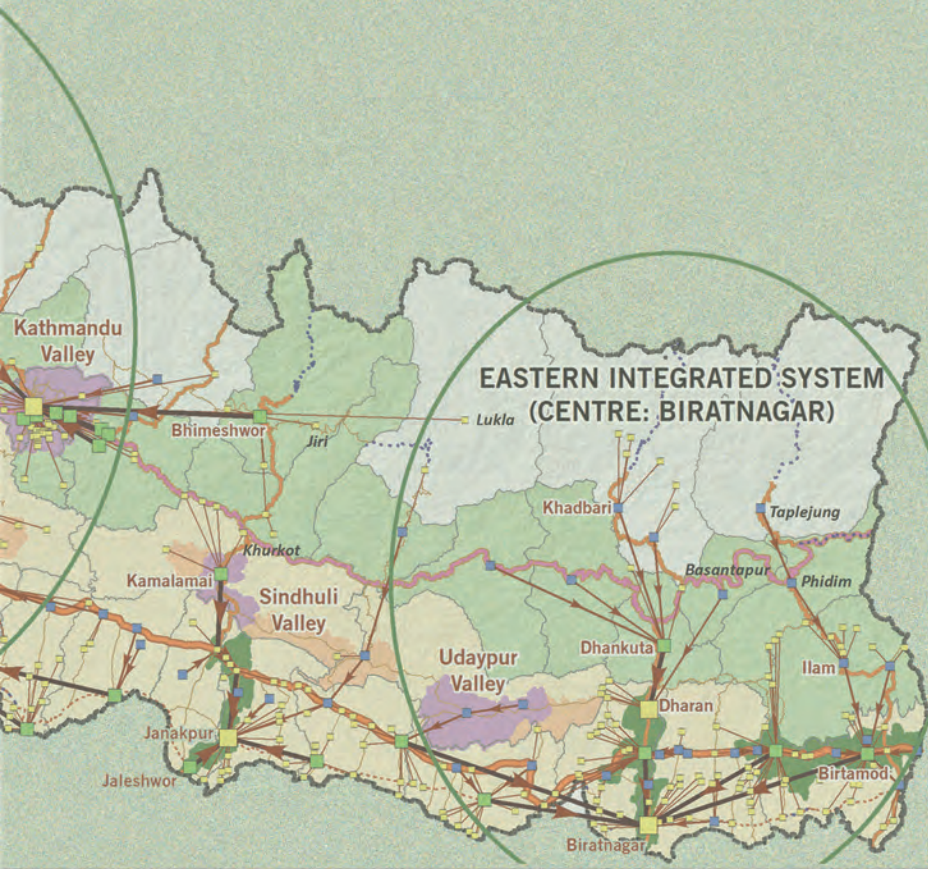 Kathmandu
Valley
EASTERN INTEGRATED SYSTEM
(CENTRE: BIRATNAGAR)
Lukla
Bhimeshwor
Jiri
Khadbari
Taplejung
Khurkot
Basantapur
Phidim
Kamalamai
Sindhuli
Valley
Dhankuta
Udaypur
Valley
Ilam
Dharan
Janakpur
Jaleshwor
Birtamod
Biratnagar